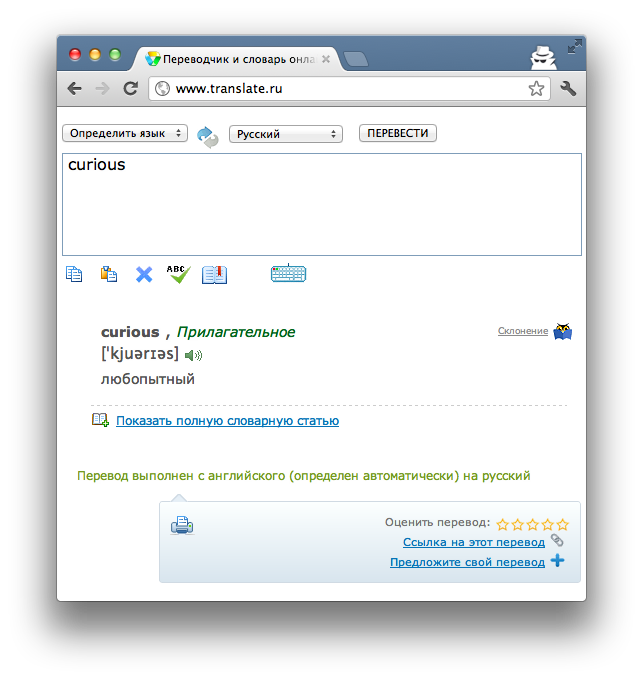 Переводчик и словарь онла
www.translate.ru
Определить язык
Русский
ПЕРЕВЕСТИ
curious
ABC
curious , Прилагательное
Склонение
['kjuərɪəs]
любопытный
Показать полную словарную статью
Перевод выполнен с английского (определен автоматически) на русский
Оценить перевод:
Ссылка на этот перевод
Предложите свой перевод